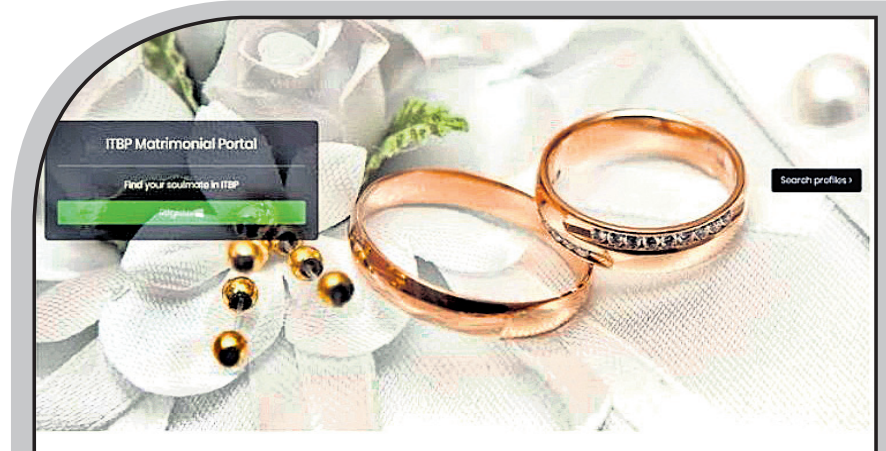 ITBP Matrimonial Portal
Find your soulmate in ITBP
Search profiles >